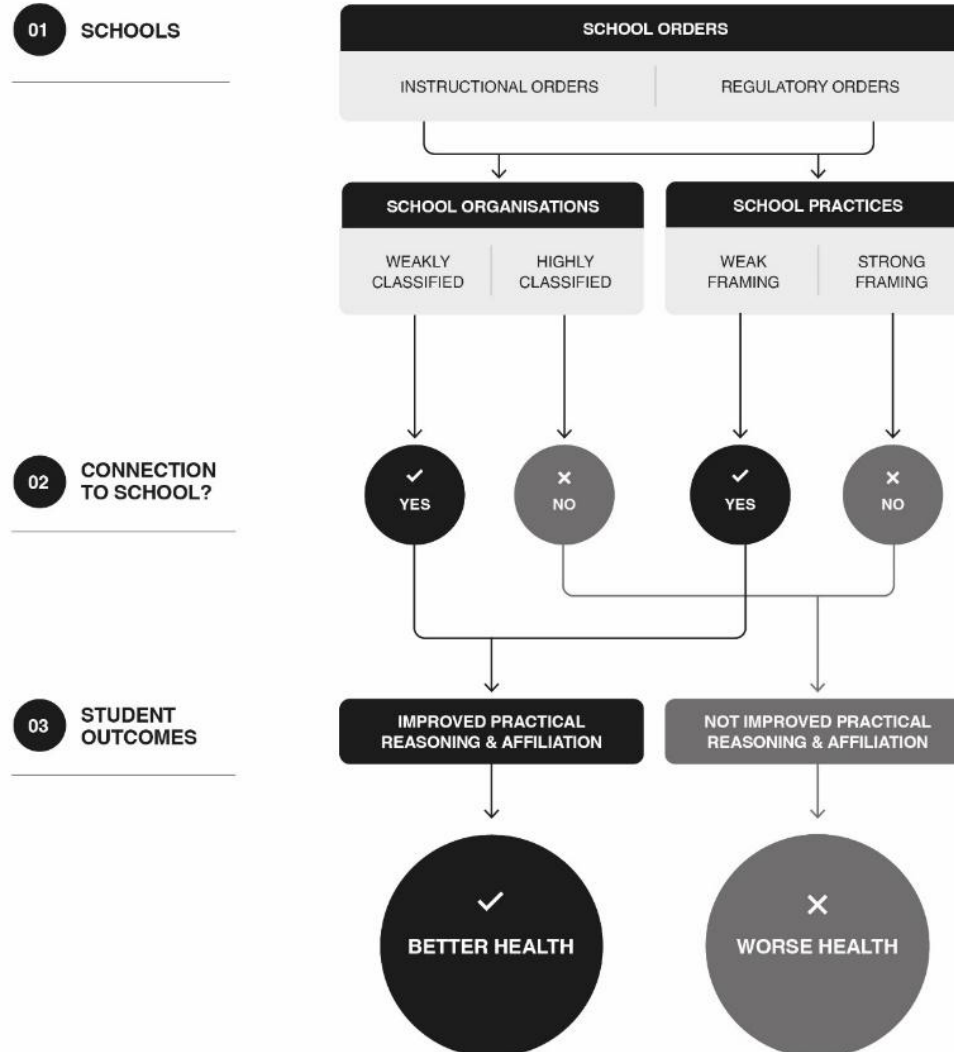 01
SCHOOLS
SCHOOL ORDERS
INSTRUCTIONAL ORDERS
REGULATORY ORDERS
SCHOOL ORGANISATIONS
WEAKLY
CLASSIFIED
HIGHLY
CLASSIFIED
SCHOOL PRACTICES
WEAK
FRAMING
STRONG
FRAMING
02
CONNECTION
TO SCHOOL?
YES
NO
YES
NO
03
STUDENT
OUTCOMES
IMPROVED PRACTICAL
REASONING & AFFILIATION
NOT IMPROVED PRACTICAL
REASONING & AFFILIATION
BETTER HEALTH
WORSE HEALTH